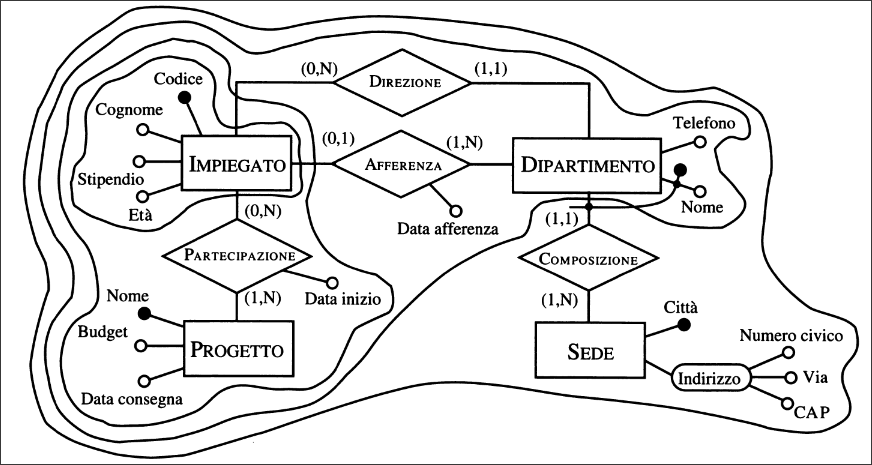 Codice
(0,N)
DIREZIONE
(1,1)
Cognome
Telefono
(0,1)
(1,N)
IMPIEGATO
AFFERENZA
DIPARTIMENTO
Stipendio
Età
Nome
(0,N)
Data afferenza
(1,1)
PARTECIPAZIONE
COMPOSIZIONE
Nome
(1,N)
Data inizio
(1,N)
Città
Budget
Numero civico
PROGETTO
SEDE
Indirizzo
Via
Data consegna
CAP